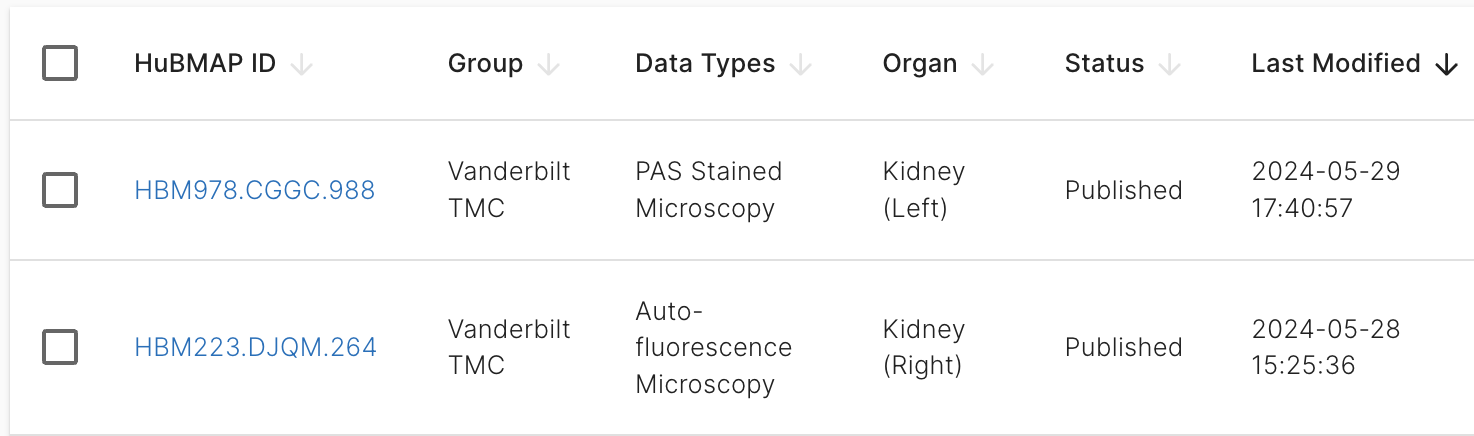 HuBMAP ID Group Data Types Organ Status Last Modified
HBM978.CGGC.988 Vanderbilt TMC PAS Stained Microscopy Kidney (Left) Published 2024-05-29 17:40:57
HBM223.DJQM.264 Vanderbilt TMC Auto-fluorescence Microscopy Kidney (Right) Published 2024-05-28 15:25:36